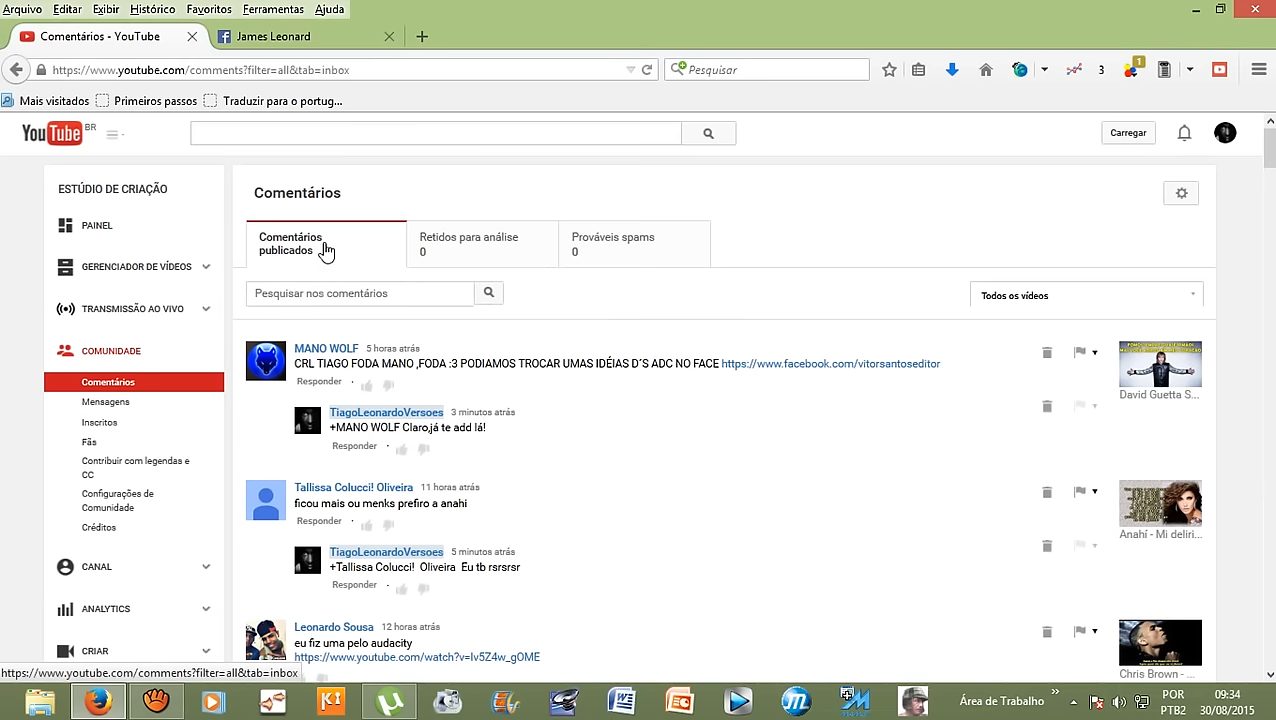 Arquivo Editar Exibir Histórico Favoritos Ferramentas Ajuda
Comentários - YouTube
James Leonard
https://www.youtube.com/comments?filter=all&tab=inbox
Pesquisar
3
1
Mais visitados Primeiros passos Traduzir para o portug...
YouTube BR
Carregar
ESTÚDIO DE CRIAÇÃO
PAINEL
GERENCIADOR DE VÍDEOS
TRANSMISSÃO AO VIVO
COMUNIDADE
Comentários
Mensagens
Inscritos
Fãs
Contribuir com legendas e
CC
Configurações de
Comunidade
Créditos
CANAL
ANALYTICS
CRIAR
Comentários
Comentários
publicados
Retidos para análise
0
Prováveis spams
0
Pesquisar nos comentários
Todos os vídeos
MANO WOLF 5 horas atrás
CRL TIAGO FODA MANO ,FODA :3 PODIAMOS TROCAR UMAS IDÉIAS D´S ADC NO FACE https://www.facebook.com/vitorsantoseditor
Responder
David Guetta S...
TiagoLeonardoVersoes 3 minutos atrás
+MANO WOLF Claro,já te add lá!
Responder
Tallissa Colucci! Oliveira 11 horas atrás
ficou mais ou menks prefiro a anahi
Responder
Anahí - Mi deliri...
TiagoLeonardoVersoes 5 minutos atrás
+Tallissa Colucci! Oliveira Eu tb rsrsrsr
Responder
Leonardo Sousa 12 horas atrás
eu fiz uma pelo audacity
https://www.youtube.com/watch?v=Iv5Z4w_gOME
Chris Brown - ...
https://www.youtube.com/comments?filter=all&tab=inbox
Área de Trabalho
POR
PTB2
09:34
30/08/2015